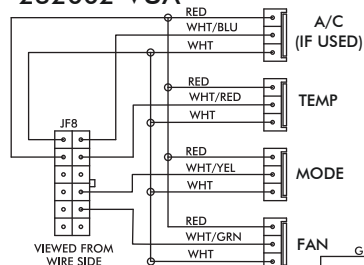 RED
WHT/BLU
WHT
A/C
(IF USED)
RED
WHT/RED
WHT
TEMP
JF8
RED
WHT/YEL
WHT
MODE
RED
WHT/GRN
WHT
FAN
VIEWED FROM
WIRE SIDE
G